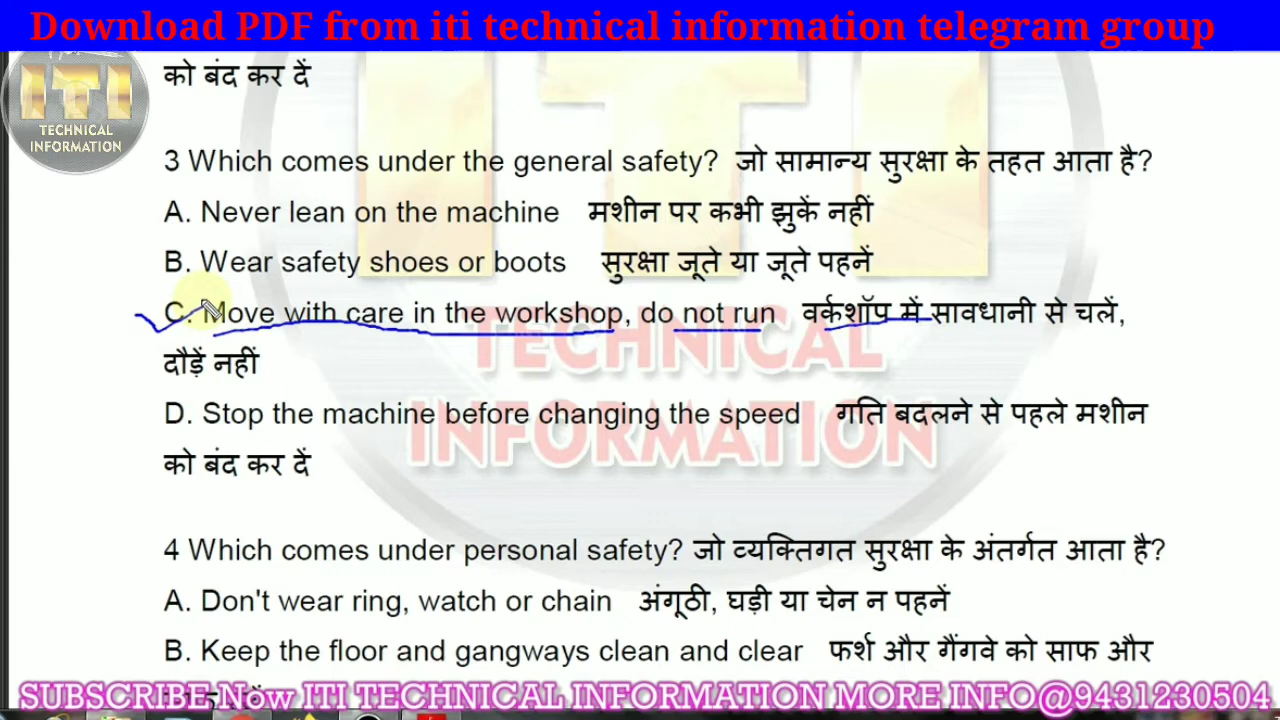 Download PDF from iti technical information telegram group
ITI
TECHNICAL
INFORMATION
को बंद कर दें
3 Which comes under the general safety? जो सामान्य सुरक्षा के तहत आता है?
A. Never lean on the machine मशीन पर कभी झुकें नहीं
B. Wear safety shoes or boots सुरक्षा जूते या जूते पहनें
C. Move with care in the workshop, do not run वर्कशॉप में सावधानी से चलें,
दौड़ें नहीं
D. Stop the machine before changing the speed गति बदलने से पहले मशीन
को बंद कर दें
4 Which comes under personal safety? जो व्यक्तिगत सुरक्षा के अंतर्गत आता है?
A. Don't wear ring, watch or chain अंगूठी, घड़ी या चेन न पहनें
B. Keep the floor and gangways clean and clear फर्श और गैंगवे को साफ और
SUBSCRIBE Now ITI TECHNICAL INFORMATION MORE INFO@9431230504
ITI
TECHNICAL
INFORMATION